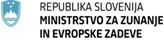 REPUBLIKA SLOVENIJA
MINISTRSTVO ZA ZUNANJE
IN EVROPSKE ZADEVE